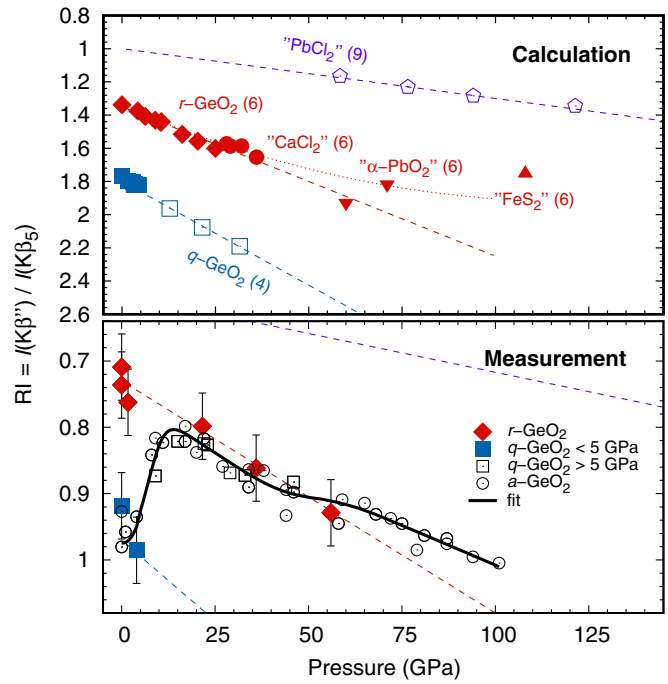 0.8
1
1.2
1.4
1.6
1.8
2
2.2
2.4
2.6
"PbCl₂" (9)
Calculation
r–GeO₂ (6)
"CaCl₂" (6)
"α–PbO₂" (6)
"FeS₂" (6)
q–GeO₂ (4)
RI = I(Kβ'') / I(Kβ₅)
0.7
0.8
0.9
1
Measurement
r–GeO₂
q–GeO₂ < 5 GPa
q–GeO₂ > 5 GPa
a–GeO₂
fit
0 25 50 75 100 125
Pressure (GPa)